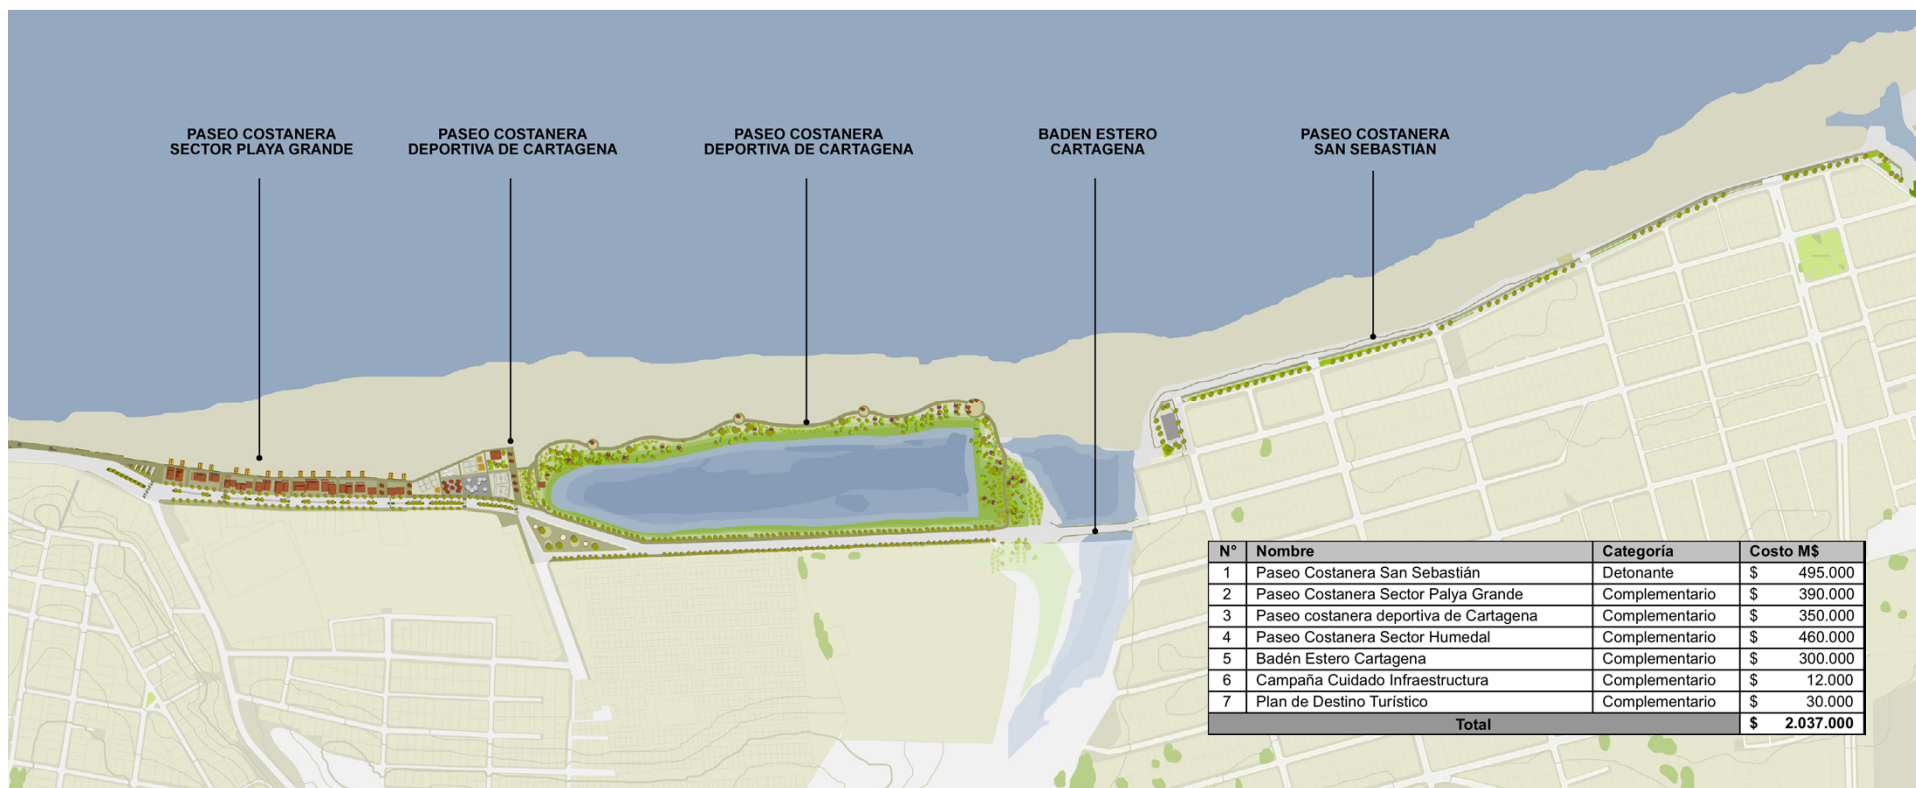 PASEO COSTANERA
SECTOR PLAYA GRANDE
PASEO COSTANERA
DEPORTIVA DE CARTAGENA
PASEO COSTANERA
DEPORTIVA DE CARTAGENA
BADEN ESTERO
CARTAGENA
PASEO COSTANERA
SAN SEBASTIAN
N° Nombre Categoría Costo M$
1 Paseo Costanera San Sebastián Detonante $ 495.000
2 Paseo Costanera Sector Palya Grande Complementario $ 390.000
3 Paseo costanera deportiva de Cartagena Complementario $ 350.000
4 Paseo Costanera Sector Humedal Complementario $ 460.000
5 Badén Estero Cartagena Complementario $ 300.000
6 Campaña Cuidado Infraestructura Complementario $ 12.000
7 Plan de Destino Turístico Complementario $ 30.000
Total $ 2.037.000